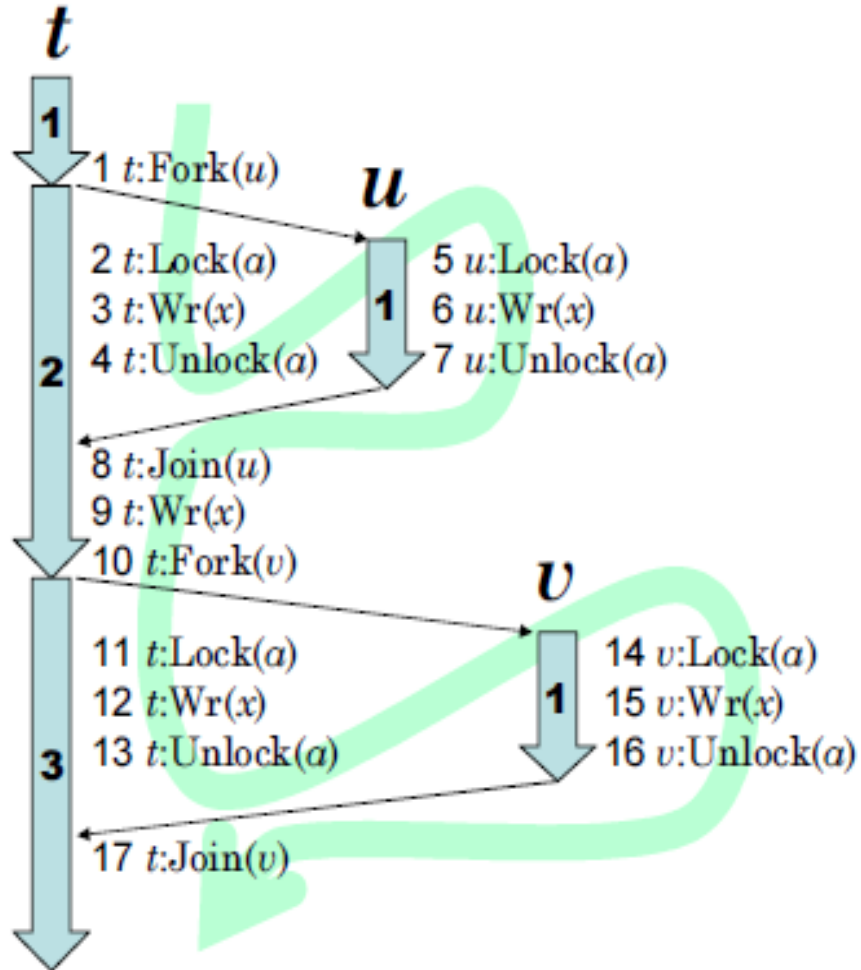 t
1
1 t:Fork(u)
u
2 t:Lock(a)
3 t:Wr(x)
4 t:Unlock(a)
1
5 u:Lock(a)
6 u:Wr(x)
7 u:Unlock(a)
2
8 t:Join(u)
9 t:Wr(x)
10 t:Fork(v)
v
11 t:Lock(a)
12 t:Wr(x)
13 t:Unlock(a)
1
14 v:Lock(a)
15 v:Wr(x)
16 v:Unlock(a)
3
17 t:Join(v)